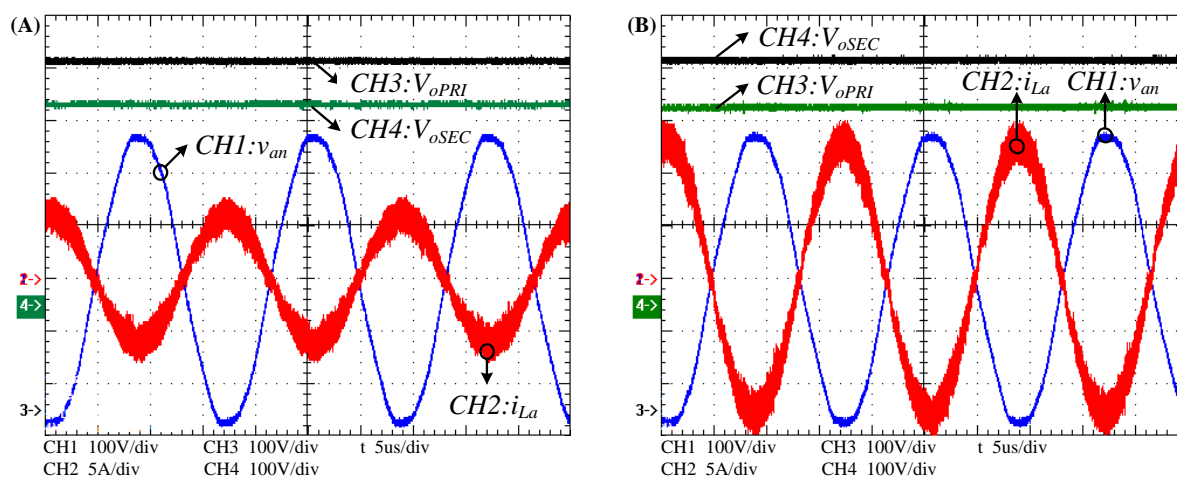 (A)
CH3:VoPRI
CH4:VoSEC
CH1:van
CH2:iLa
4->
3->
CH1 100V/div CH3 100V/div t 5us/div
CH2 5A/div CH4 100V/div
(B)
CH4:VoSEC
CH3:VoPRI
CH2:iLa
CH1:van
4->
3->
CH1 100V/div CH3 100V/div t 5us/div
CH2 5A/div CH4 100V/div